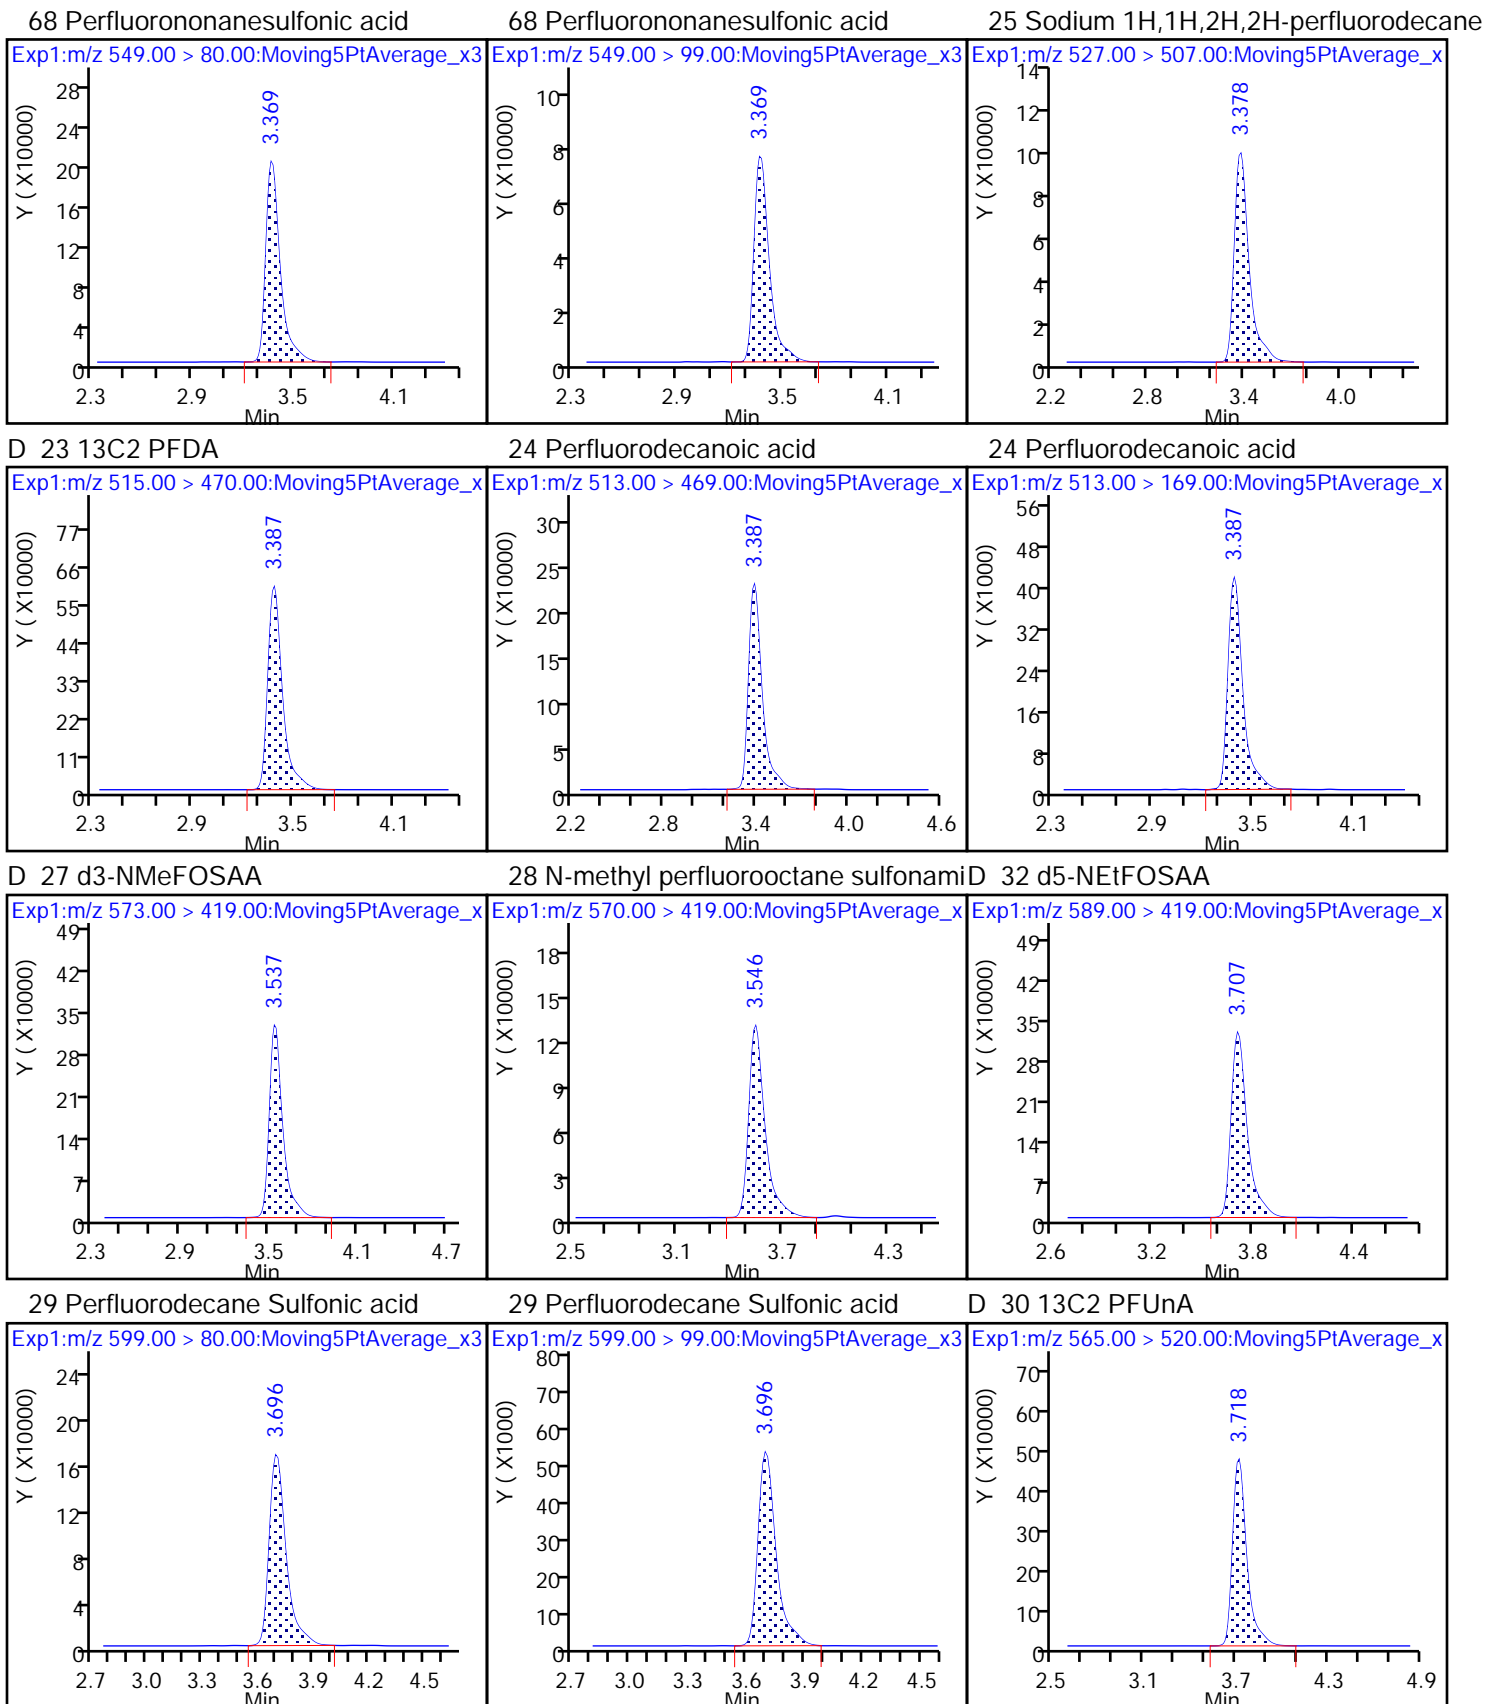 68 Perfluorononanesulfonic acid
Exp1:m/z 549.00 > 80.00:Moving5PtAverage_x3
Y ( X10000)
28
24
20
16
12
8
4
0
3.369
2.3 2.9 3.5 4.1
Min
68 Perfluorononanesulfonic acid
Exp1:m/z 549.00 > 99.00:Moving5PtAverage_x3
Y ( X10000)
10
8
6
4
2
0
3.369
2.3 2.9 3.5 4.1
Min
25 Sodium 1H,1H,2H,2H-perfluorodecane
Exp1:m/z 527.00 > 507.00:Moving5PtAverage_x
Y ( X10000)
14
12
10
8
6
4
2
0
3.378
2.2 2.8 3.4 4.0
Min
D 23 13C2 PFDA
Exp1:m/z 515.00 > 470.00:Moving5PtAverage_x
Y ( X10000)
77
66
55
44
33
22
11
0
3.387
2.3 2.9 3.5 4.1
Min
24 Perfluorodecanoic acid
Exp1:m/z 513.00 > 469.00:Moving5PtAverage_x
Y ( X10000)
30
25
20
15
10
5
0
3.387
2.2 2.8 3.4 4.0 4.6
Min
24 Perfluorodecanoic acid
Exp1:m/z 513.00 > 169.00:Moving5PtAverage_x
Y ( X1000)
56
48
40
32
24
16
8
0
3.387
2.3 2.9 3.5 4.1
Min
D 27 d3-NMeFOSAA
Exp1:m/z 573.00 > 419.00:Moving5PtAverage_x
Y ( X10000)
49
42
35
28
21
14
7
0
3.537
2.3 2.9 3.5 4.1 4.7
Min
28 N-methyl perfluorooctane sulfonami
Exp1:m/z 570.00 > 419.00:Moving5PtAverage_x
Y ( X10000)
18
15
12
9
6
3
0
3.546
2.5 3.1 3.7 4.3
Min
D 32 d5-NEtFOSAA
Exp1:m/z 589.00 > 419.00:Moving5PtAverage_x
Y ( X10000)
49
42
35
28
21
14
7
0
3.707
2.6 3.2 3.8 4.4
Min
29 Perfluorodecane Sulfonic acid
Exp1:m/z 599.00 > 80.00:Moving5PtAverage_x3
Y ( X10000)
24
20
16
12
8
4
0
3.696
2.7 3.0 3.3 3.6 3.9 4.2 4.5
Min
29 Perfluorodecane Sulfonic acid
Exp1:m/z 599.00 > 99.00:Moving5PtAverage_x3
Y ( X1000)
80
70
60
50
40
30
20
10
0
3.696
2.7 3.0 3.3 3.6 3.9 4.2 4.5
Min
D 30 13C2 PFUnA
Exp1:m/z 565.00 > 520.00:Moving5PtAverage_x
Y ( X10000)
70
60
50
40
30
20
10
0
3.718
2.5 3.1 3.7 4.3 4.9
Min